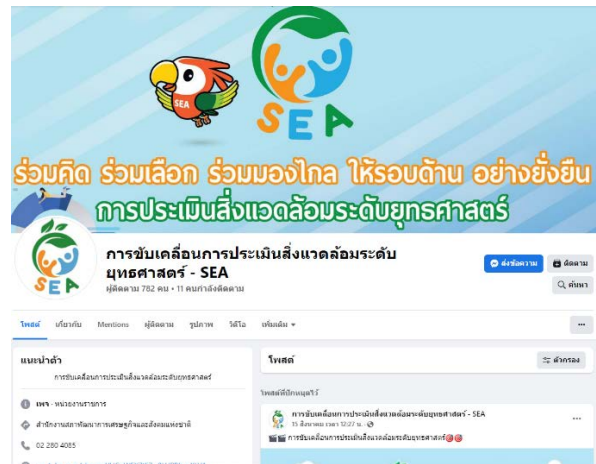 SEA
SEA
ร่วมคิด ร่วมเลือก ร่วมมองไกล ให้รอบด้าน อย่างยั่งยืน
การประเมินสิ่งแวดล้อมระดับยุทธศาสตร์
SEA
การขับเคลื่อนการประเมินสิ่งแวดล้อมระดับ
ยุทธศาสตร์ - SEA
ผู้ติดตาม 782 คน • 11 คนกำลังติดตาม
ส่งข้อความ
ติดตาม
ค้นหา
โพสต์ เกี่ยวกับ Mentions ผู้ติดตาม รูปภาพ วิดีโอ เพิ่มเติม
แนะนำตัว
การขับเคลื่อนการประเมินสิ่งแวดล้อมระดับยุทธศาสตร์
เพจ · หน่วยงานราชการ
สำนักงานสภาพัฒนาการเศรษฐกิจและสังคมแห่งชาติ
02 280 4085
โพสต์
ตัวกรอง
โพสต์ที่ปักหมุดไว้
การขับเคลื่อนการประเมินสิ่งแวดล้อมระดับยุทธศาสตร์ - SEA
15 สิงหาคม เวลา 12:27 น.
การขับเคลื่อนการประเมินสิ่งแวดล้อมระดับยุทธศาสตร์